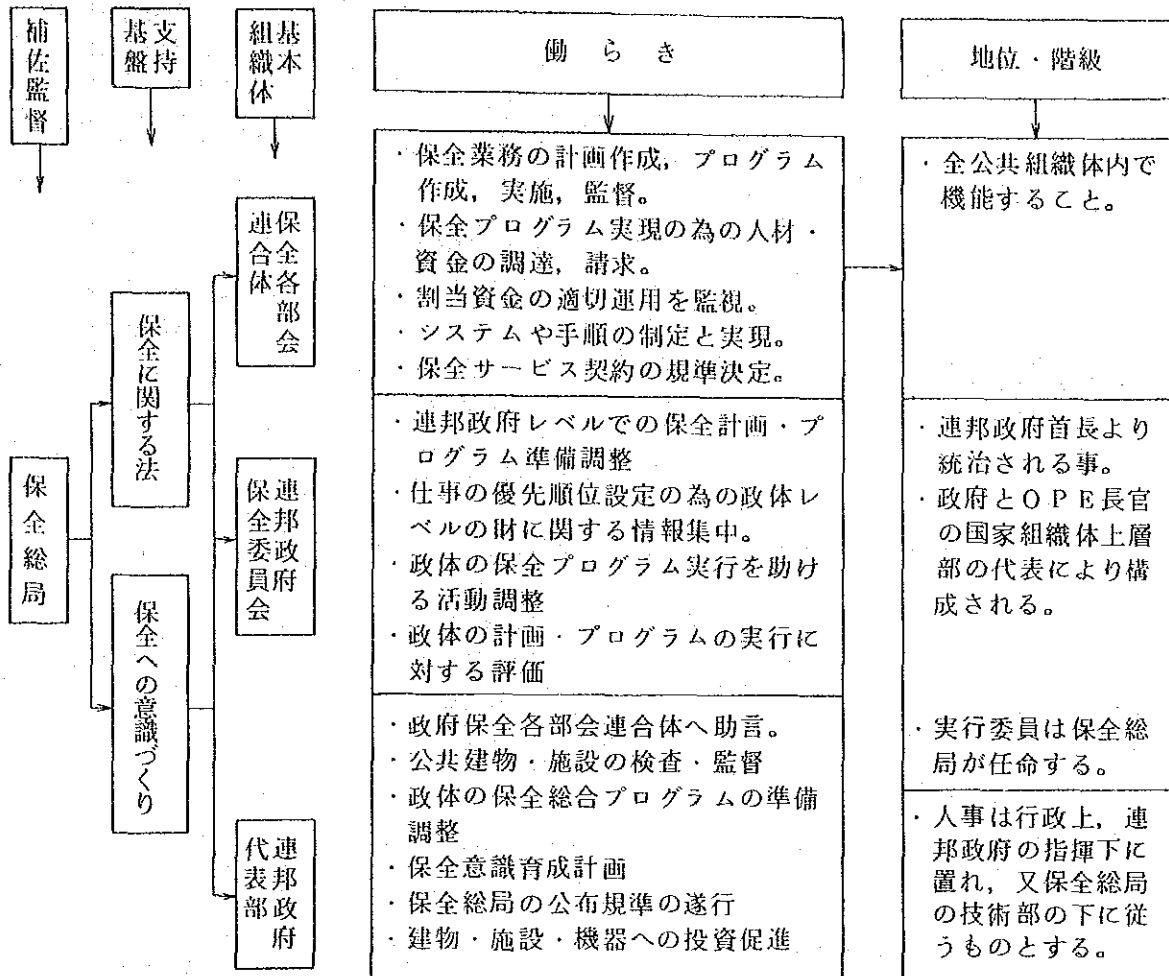 補佐監督
支持
基盤
基本
組織体
働らき
地位・階級
保全総局
保全に関する法
保全への意識づくり
保全各部会
連合体
連邦政府
保全委員会
連邦政府
代表部
・保全業務の計画作成，プログラム
作成，実施，監督。
・保全プログラム実現の為の人材・
資金の調達，請求。
・割当資金の適切運用を監視。
・システムや手順の制定と実現。
・保全サービス契約の規準決定。
・全公共組織体内で
機能すること。
・連邦政府レベルでの保全計画・プ
ログラム準備調整
・仕事の優先順位設定の為の政体レ
ベルの財に関する情報集中。
・政体の保全プログラム実行を助け
る活動調整
・政体の計画・プログラムの実行に
対する評価
・連邦政府首長より
統治される事。
・政府とOPE長官
の国家組織体上層
部の代表により構
成される。
・実行委員は保全総
局が任命する。
・政府保全各部会連合体へ助言。
・公共建物・施設の検査・監督
・政体の保全総合プログラムの準備
調整
・保全意識育成計画
・保全総局の公布規準の遂行
・建物・施設・機器への投資促進
・人事は行政上，連
邦政府の指揮下に
置れ，又保全総局
の技術部の下に従
うものとする。